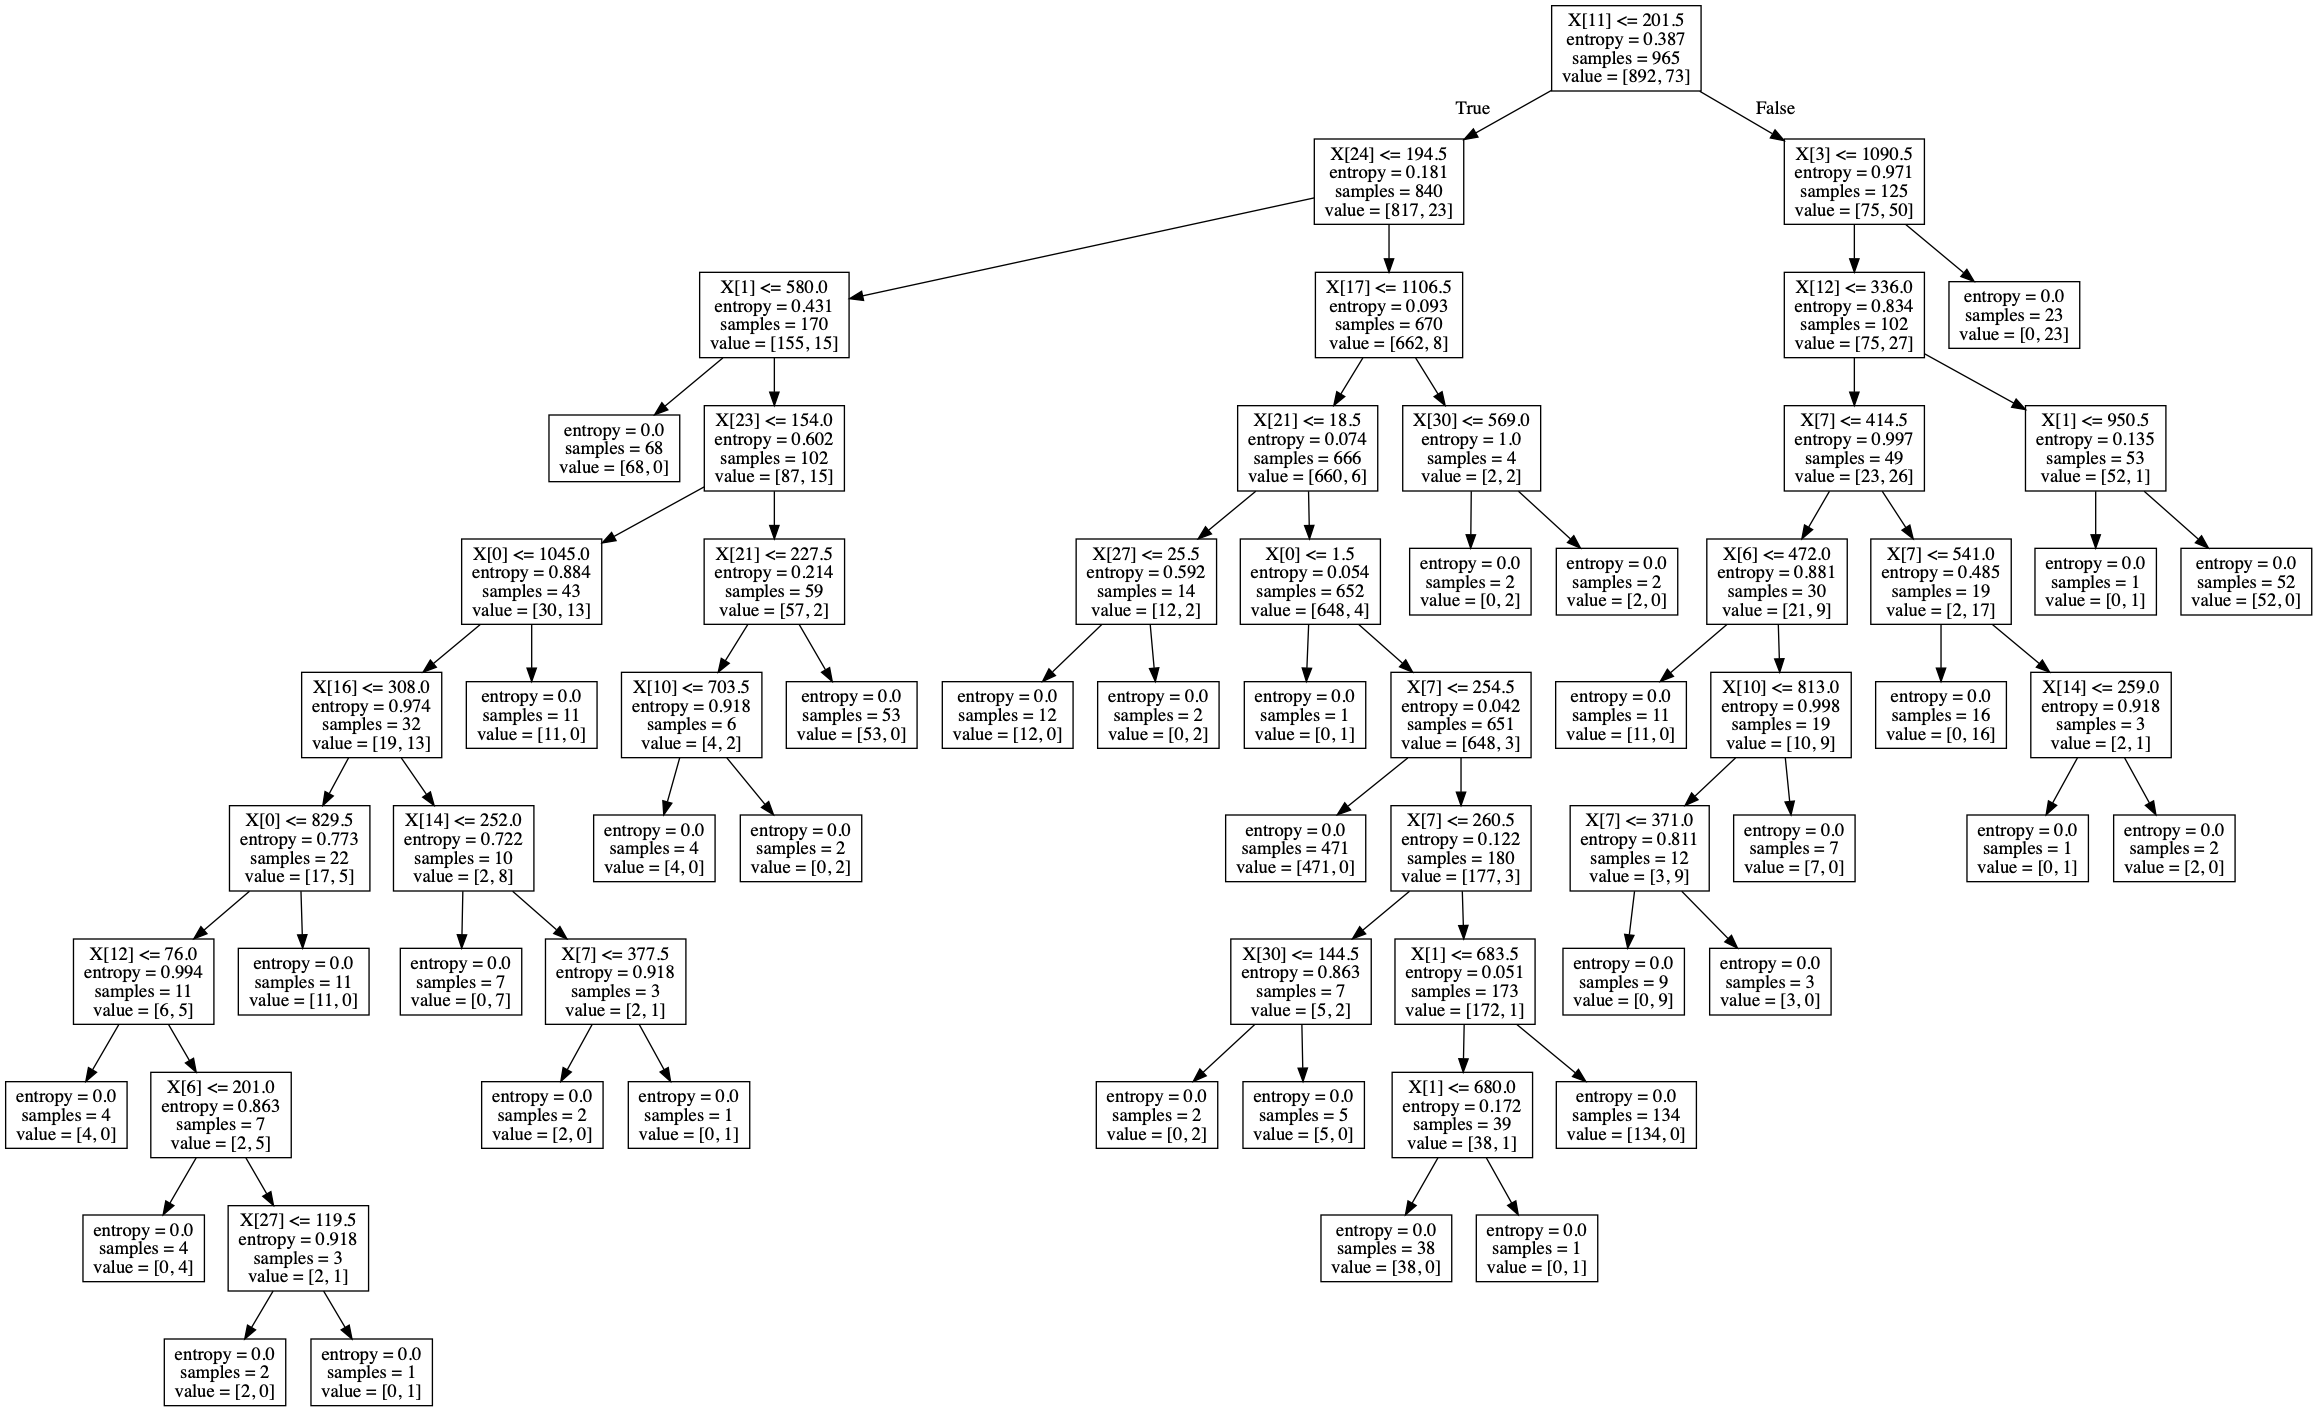 X[11] <= 201.5
entropy = 0.387
samples = 965
value = [892, 73]
True
False
X[24] <= 194.5
entropy = 0.181
samples = 840
value = [817, 23]
X[3] <= 1090.5
entropy = 0.971
samples = 125
value = [75, 50]
X[1] <= 580.0
entropy = 0.431
samples = 170
value = [155, 15]
X[17] <= 1106.5
entropy = 0.093
samples = 670
value = [662, 8]
X[12] <= 336.0
entropy = 0.834
samples = 102
value = [75, 27]
entropy = 0.0
samples = 23
value = [0, 23]
entropy = 0.0
samples = 68
value = [68, 0]
X[23] <= 154.0
entropy = 0.602
samples = 102
value = [87, 15]
X[21] <= 18.5
entropy = 0.074
samples = 666
value = [660, 6]
X[30] <= 569.0
entropy = 1.0
samples = 4
value = [2, 2]
X[7] <= 414.5
entropy = 0.997
samples = 49
value = [23, 26]
X[1] <= 950.5
entropy = 0.135
samples = 53
value = [52, 1]
X[0] <= 1045.0
entropy = 0.884
samples = 43
value = [30, 13]
X[21] <= 227.5
entropy = 0.214
samples = 59
value = [57, 2]
X[27] <= 25.5
entropy = 0.592
samples = 14
value = [12, 2]
X[0] <= 1.5
entropy = 0.054
samples = 652
value = [648, 4]
entropy = 0.0
samples = 2
value = [0, 2]
entropy = 0.0
samples = 2
value = [2, 0]
X[6] <= 472.0
entropy = 0.881
samples = 30
value = [21, 9]
X[7] <= 541.0
entropy = 0.485
samples = 19
value = [2, 17]
entropy = 0.0
samples = 1
value = [0, 1]
entropy = 0.0
samples = 52
value = [52, 0]
X[16] <= 308.0
entropy = 0.974
samples = 32
value = [19, 13]
entropy = 0.0
samples = 11
value = [11, 0]
X[10] <= 703.5
entropy = 0.918
samples = 6
value = [4, 2]
entropy = 0.0
samples = 53
value = [53, 0]
entropy = 0.0
samples = 12
value = [12, 0]
entropy = 0.0
samples = 2
value = [0, 2]
entropy = 0.0
samples = 1
value = [0, 1]
X[7] <= 254.5
entropy = 0.042
samples = 651
value = [648, 3]
entropy = 0.0
samples = 11
value = [11, 0]
X[10] <= 813.0
entropy = 0.998
samples = 19
value = [10, 9]
entropy = 0.0
samples = 16
value = [0, 16]
X[14] <= 259.0
entropy = 0.918
samples = 3
value = [2, 1]
X[0] <= 829.5
entropy = 0.773
samples = 22
value = [17, 5]
X[14] <= 252.0
entropy = 0.722
samples = 10
value = [2, 8]
entropy = 0.0
samples = 4
value = [4, 0]
entropy = 0.0
samples = 2
value = [0, 2]
entropy = 0.0
samples = 471
value = [471, 0]
X[7] <= 260.5
entropy = 0.122
samples = 180
value = [177, 3]
X[7] <= 371.0
entropy = 0.811
samples = 12
value = [3, 9]
entropy = 0.0
samples = 7
value = [7, 0]
entropy = 0.0
samples = 1
value = [0, 1]
entropy = 0.0
samples = 2
value = [2, 0]
X[12] <= 76.0
entropy = 0.994
samples = 11
value = [6, 5]
entropy = 0.0
samples = 11
value = [11, 0]
entropy = 0.0
samples = 7
value = [0, 7]
X[7] <= 377.5
entropy = 0.918
samples = 3
value = [2, 1]
X[30] <= 144.5
entropy = 0.863
samples = 7
value = [5, 2]
X[1] <= 683.5
entropy = 0.051
samples = 173
value = [172, 1]
entropy = 0.0
samples = 9
value = [0, 9]
entropy = 0.0
samples = 3
value = [3, 0]
entropy = 0.0
samples = 4
value = [4, 0]
X[6] <= 201.0
entropy = 0.863
samples = 7
value = [2, 5]
entropy = 0.0
samples = 2
value = [2, 0]
entropy = 0.0
samples = 1
value = [0, 1]
entropy = 0.0
samples = 2
value = [0, 2]
entropy = 0.0
samples = 5
value = [5, 0]
X[1] <= 680.0
entropy = 0.172
samples = 39
value = [38, 1]
entropy = 0.0
samples = 134
value = [134, 0]
entropy = 0.0
samples = 4
value = [0, 4]
X[27] <= 119.5
entropy = 0.918
samples = 3
value = [2, 1]
entropy = 0.0
samples = 38
value = [38, 0]
entropy = 0.0
samples = 1
value = [0, 1]
entropy = 0.0
samples = 2
value = [2, 0]
entropy = 0.0
samples = 1
value = [0, 1]